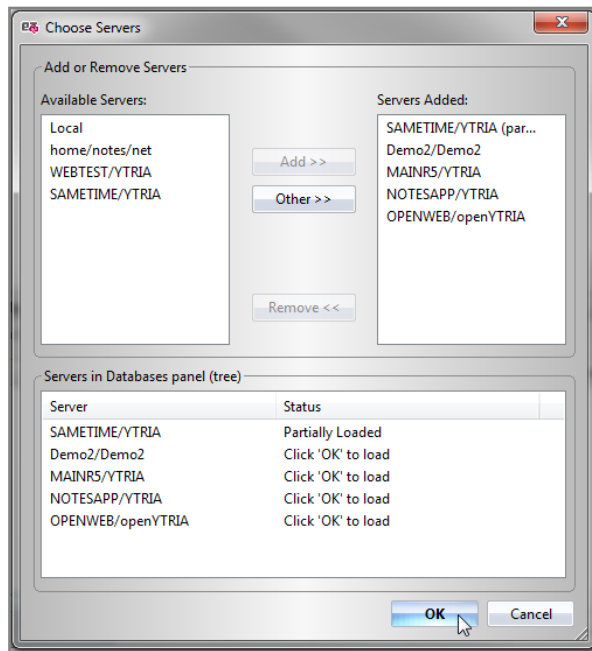 Choose Servers
Add or Remove Servers
Available Servers:
Local
home/notes/net
WEBTEST/YTRIA
SAMETIME/YTRIA
Add >>
Other >>
Remove <<
Servers Added:
SAMETIME/YTRIA (par...
Demo2/Demo2
MAINR5/YTRIA
NOTESAPP/YTRIA
OPENWEB/openYTRIA
Servers in Databases panel (tree)
Server Status
SAMETIME/YTRIA Partially Loaded
Demo2/Demo2 Click 'OK' to load
MAINR5/YTRIA Click 'OK' to load
NOTESAPP/YTRIA Click 'OK' to load
OPENWEB/openYTRIA Click 'OK' to load
OK Cancel